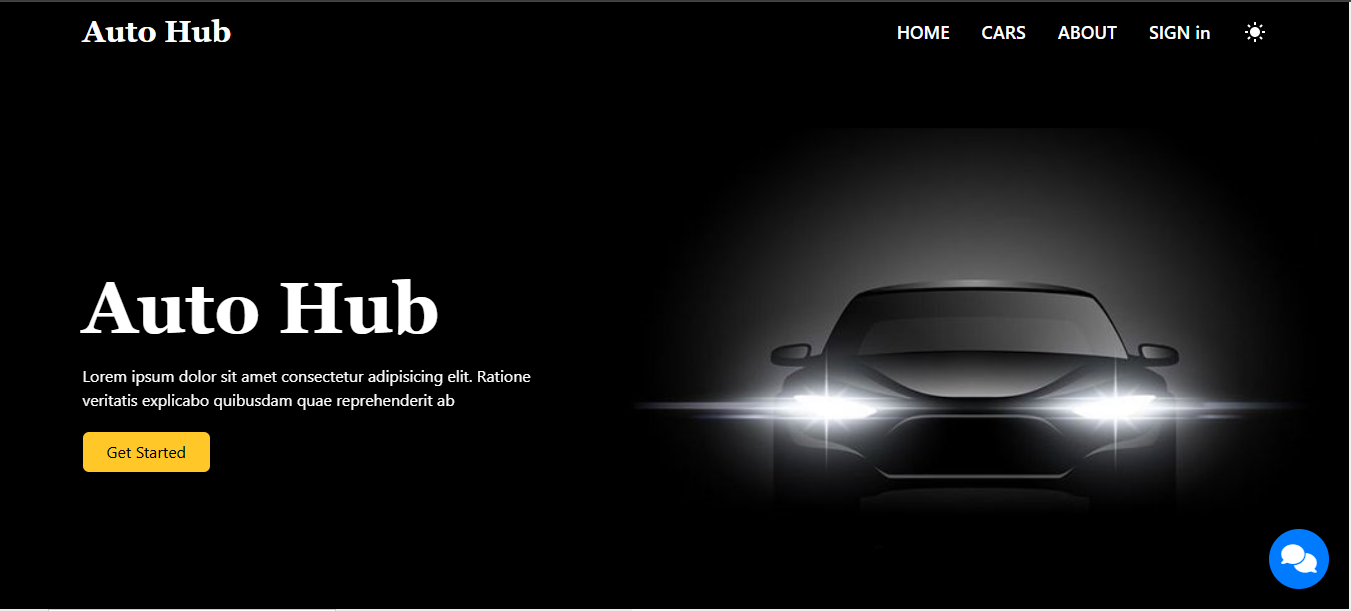 Auto Hub
HOME CARS ABOUT SIGN in
Auto Hub
Lorem ipsum dolor sit amet consectetur adipisicing elit. Ratione
veritatis explicabo quibusdam quae reprehenderit ab
Get Started